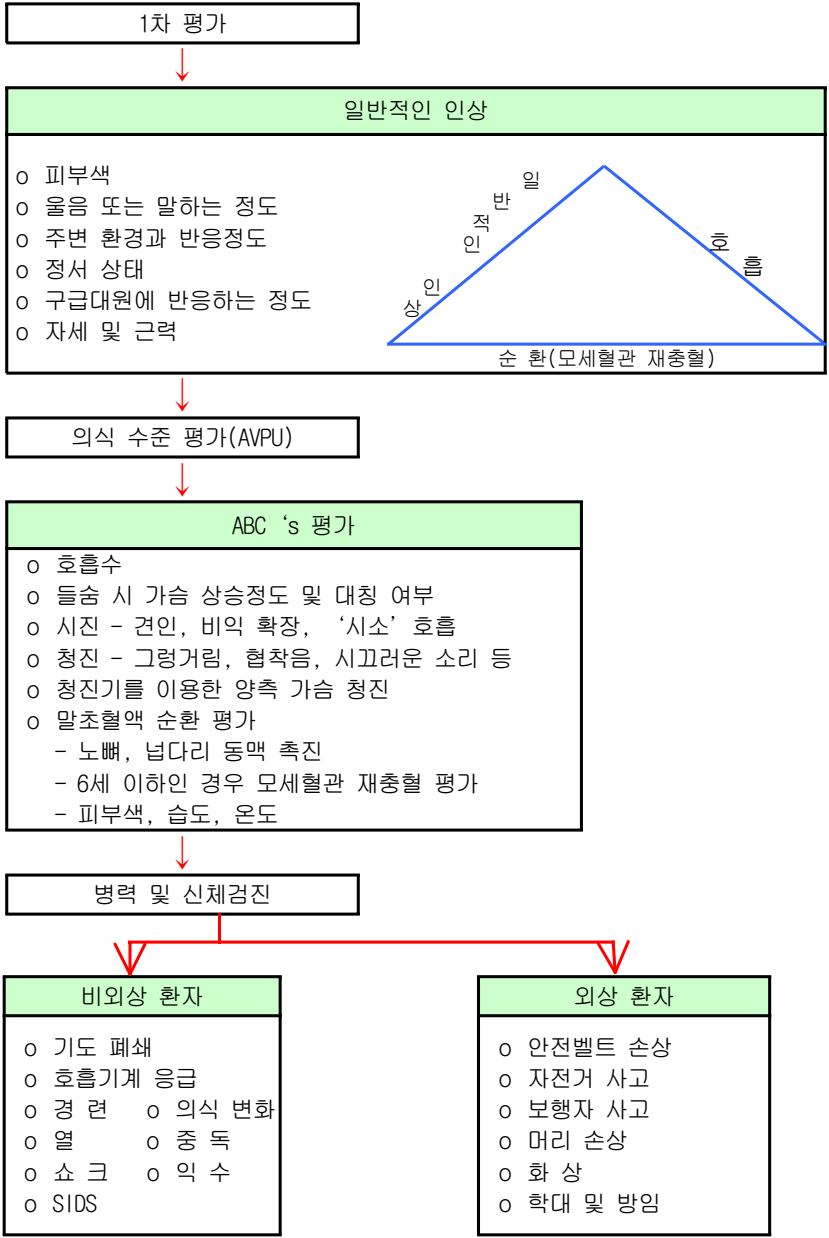 1차 평가
일반적인 인상
o 피부색
o 울음 또는 말하는 정도
o 주변 환경과 반응정도
o 정서 상태
o 구급대원에 반응하는 정도
o 자세 및 근력
일반적인 인상
호흡
순 환(모세혈관 재충혈)
의식 수준 평가(AVPU)
ABC ‘s 평가
o 호흡수
o 들숨 시 가슴 상승정도 및 대칭 여부
o 시진 - 견인, 비익 확장, ‘시소’ 호흡
o 청진 - 그렁거림, 협착음, 시끄러운 소리 등
o 청진기를 이용한 양측 가슴 청진
o 말초혈액 순환 평가
- 노뼈, 넙다리 동맥 촉진
- 6세 이하인 경우 모세혈관 재충혈 평가
- 피부색, 습도, 온도
병력 및 신체검진
비외상 환자
o 기도 폐쇄
o 호흡기계 응급
o 경 련 o 의식 변화
o 열 o 중 독
o 쇼 크 o 익 수
o SIDS
외상 환자
o 안전벨트 손상
o 자전거 사고
o 보행자 사고
o 머리 손상
o 화 상
o 학대 및 방임